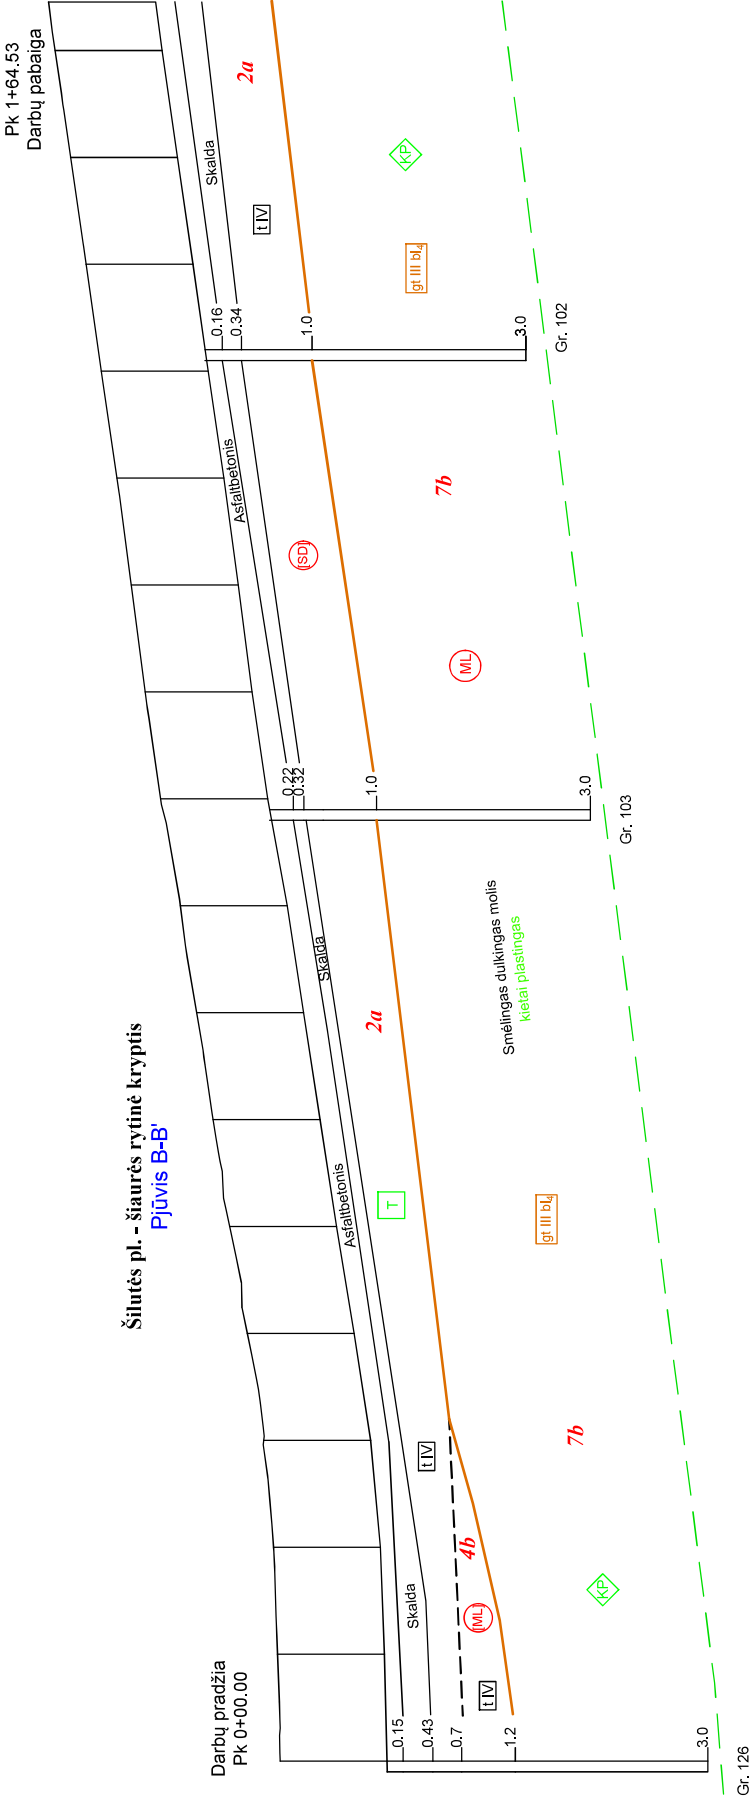 Šilutės pl. - šiaurės rytinė kryptis
Pjūvis B-B'
Darbų pradžia
Pk 0+00.00
Pk 1+64.53
Darbų pabaiga
0.15
0.43
0.7
1.2
3.0
Gr. 126
Skalda
t IV
t IV
[ML]
4b
KP
7b
gt III bl4
Asfaltbetonis
T
2a
Skalda
Smėlingas dulkingas molis
kietai plastingas
0.22
0.32
1.0
3.0
Gr. 103
ML
[SD]
7b
Asfaltbetonis
0.16
0.34
1.0
3.0
Gr. 102
gt III bl4
t IV
Skalda
KP
2a